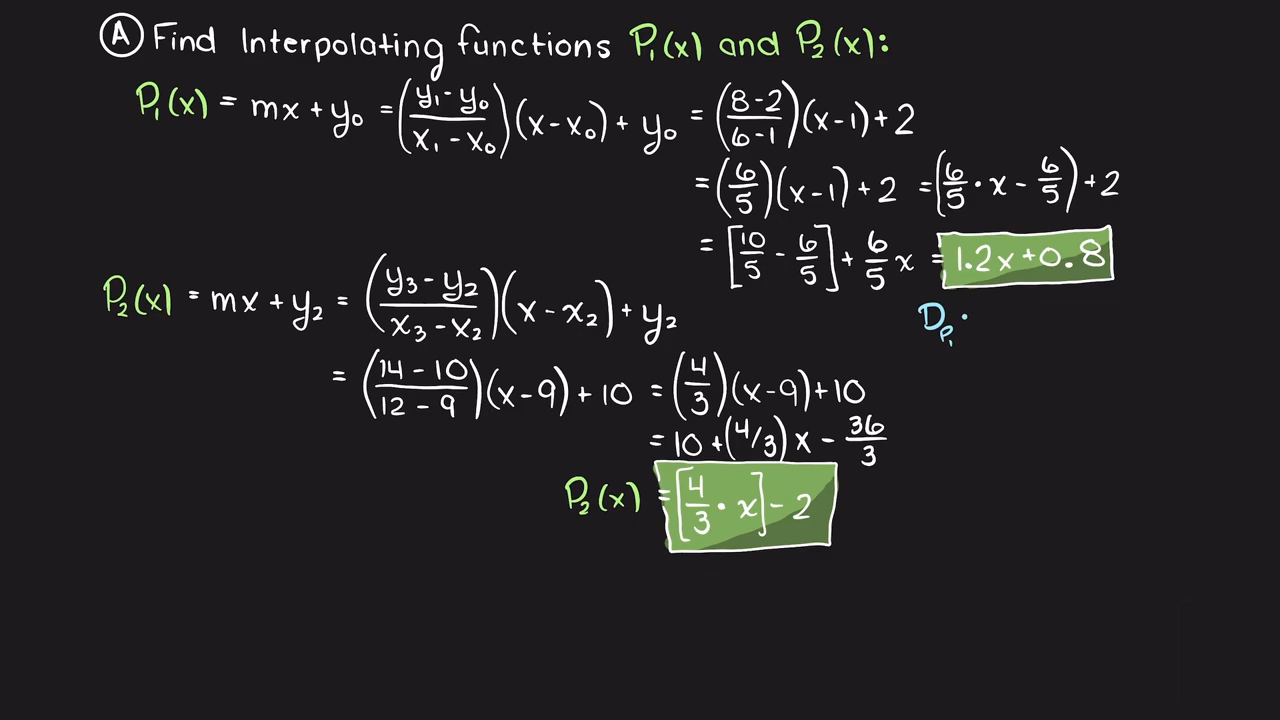 Ⓐ Find Interpolating functions P₁(x) and P₂(x):
P₁(x) = mx + y₀ = ((y₁ - y₀)/(x₁ - x₀))(x - x₀) + y₀ = ((8 - 2)/(6 - 1))(x - 1) + 2
= (6/5)(x - 1) + 2 = (6/5 · x - 6/5) + 2
= [10/5 - 6/5] + 6/5 x = 1.2x + 0.8
P₂(x) = mx + y₂ = ((y₃ - y₂)/(x₃ - x₂))(x - x₂) + y₂
D_P₁ ·
= ((14 - 10)/(12 - 9))(x - 9) + 10 = (4/3)(x - 9) + 10
= 10 + (4/3)x - 36/3
P₂(x) = [4/3 · x] - 2